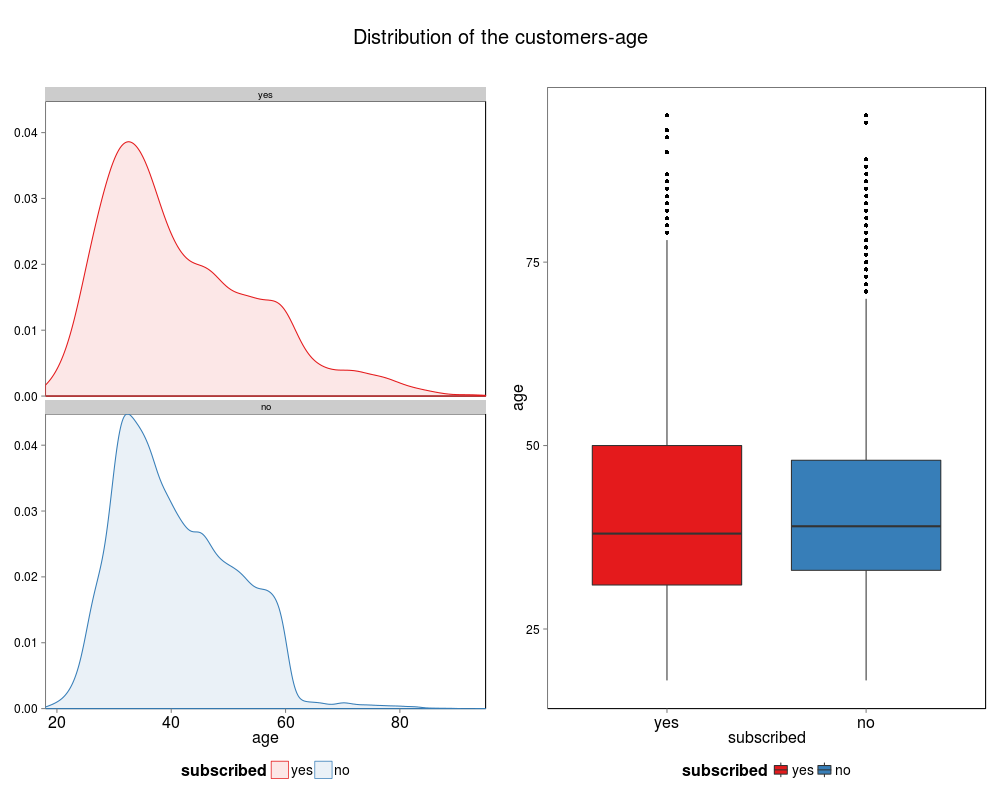 Distribution of the customers-age
yes
0.04
0.03
0.02
0.01
0.00
no
0.04
0.03
0.02
0.01
0.00
20 40 60 80
age
subscribed yes no
75
50
25
age
yes no
subscribed
subscribed yes no